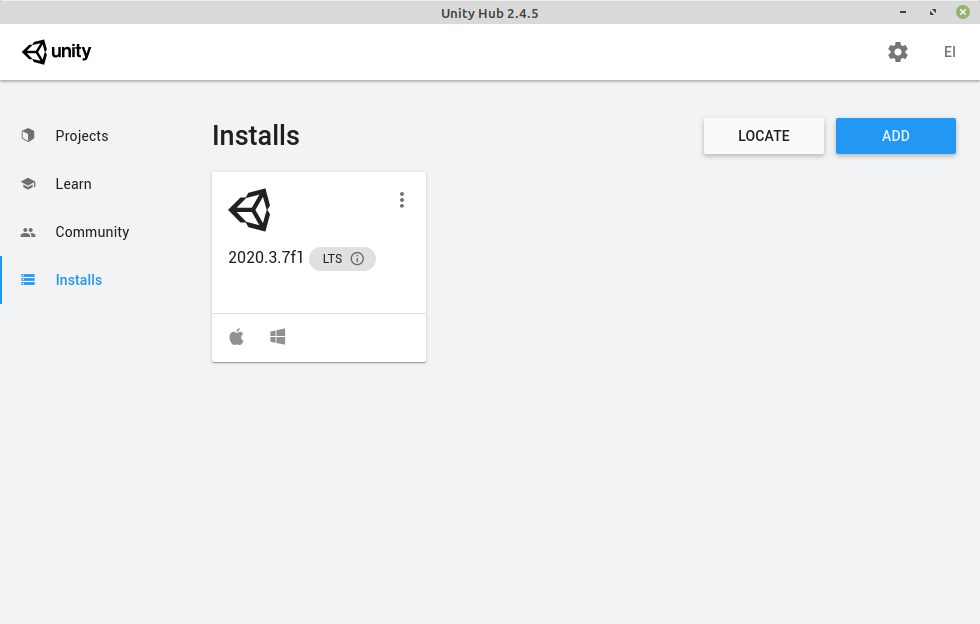 Unity Hub 2.4.5
unity
EI
Projects
Learn
Community
Installs
Installs
LOCATE
ADD
2020.3.7f1
LTS